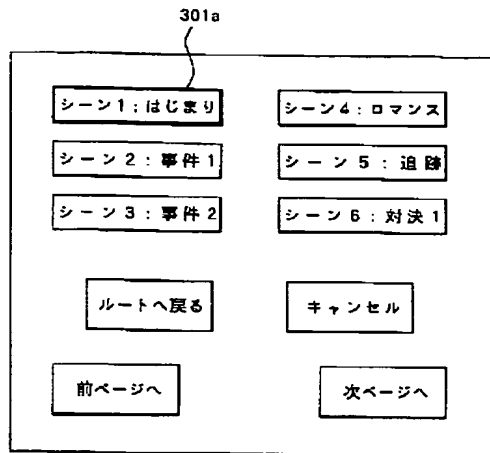 301a
シーン1:はじまり
シーン4:ロマンス
シーン2:事件1
シーン5:追跡
シーン3:事件2
シーン6:対決1
ルートへ戻る
キャンセル
前ページへ
次ページへ